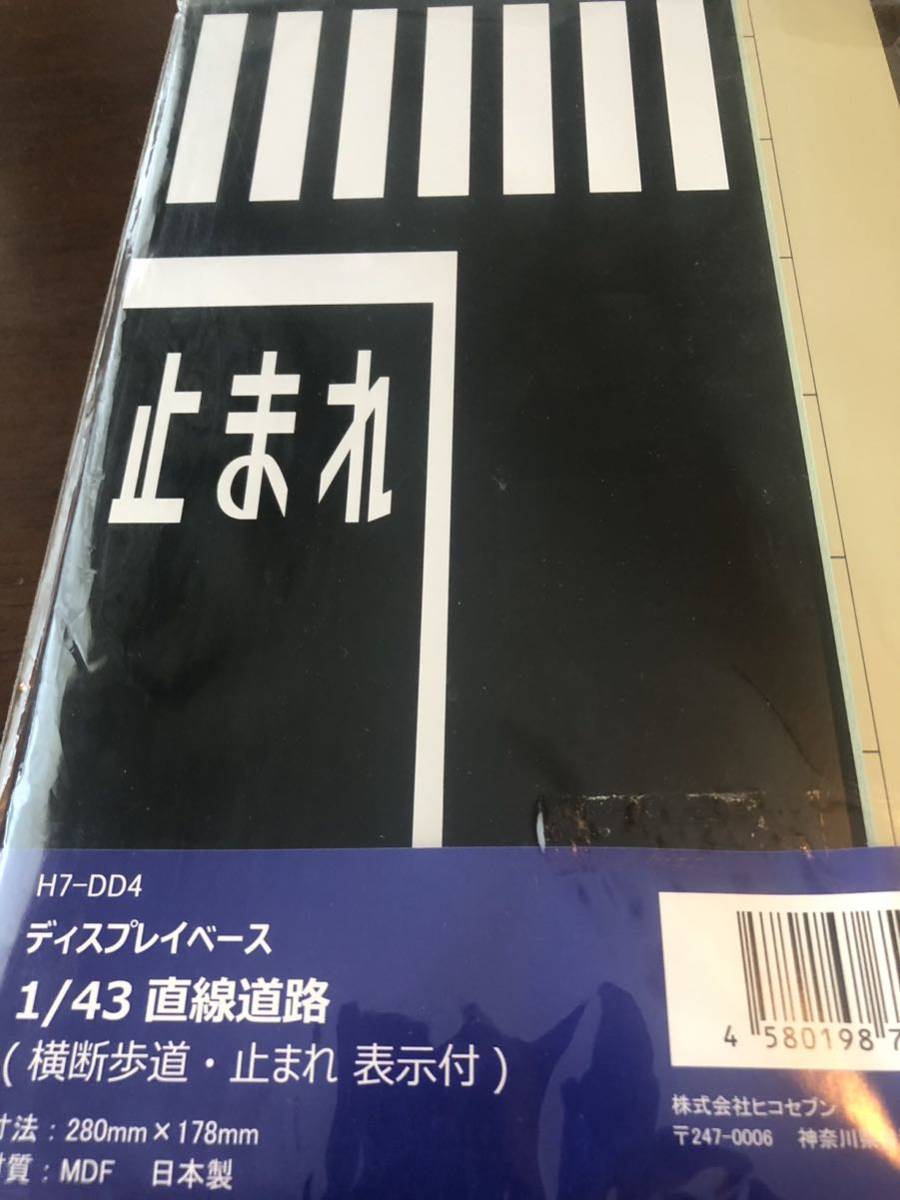 止まれ
H7-DD4
ディスプレイベース
1/43 直線道路
( 横断歩道・止まれ 表示付 )
寸法：280mm×178mm
材質：MDF 日本製
4 580198 7
株式会社ヒコセブン
〒247-0006 神奈川県